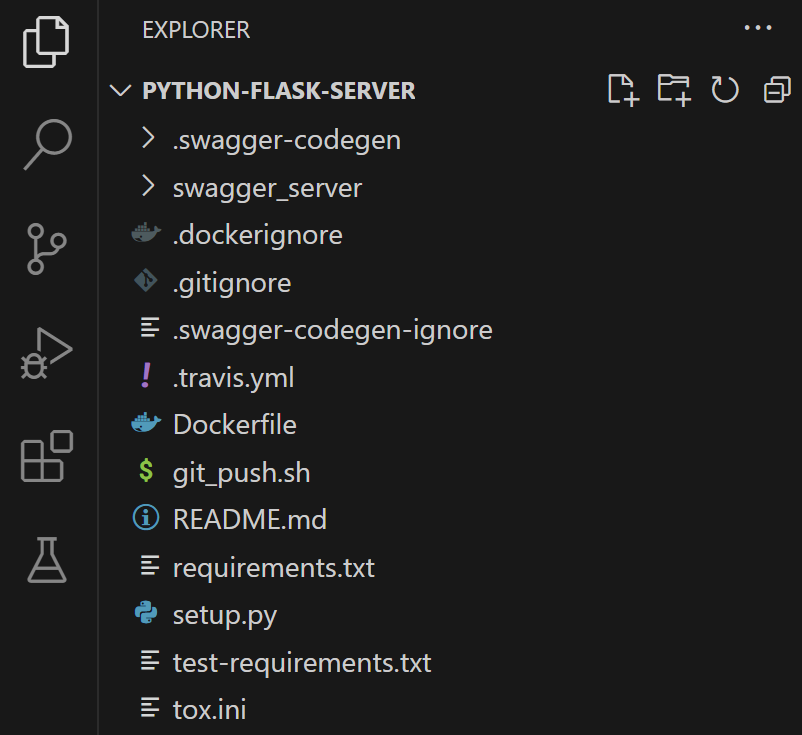 EXPLORER
PYTHON-FLASK-SERVER
.swagger-codegen
swagger_server
.dockerignore
.gitignore
.swagger-codegen-ignore
.travis.yml
Dockerfile
git_push.sh
README.md
requirements.txt
setup.py
test-requirements.txt
tox.ini